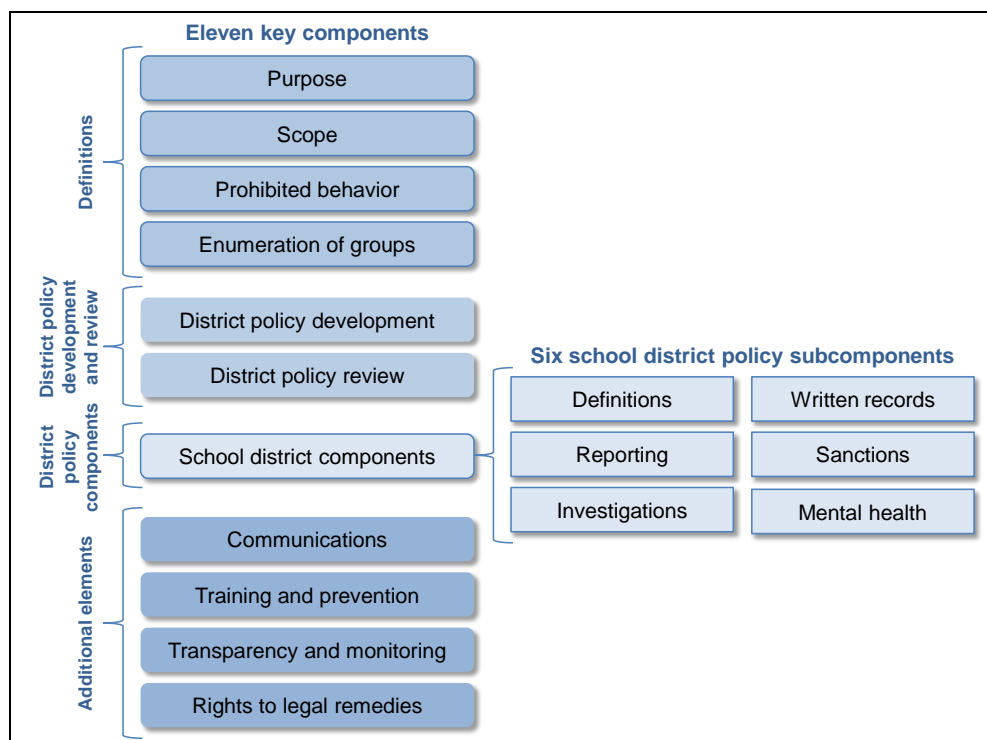 Eleven key components
Definitions
Purpose
Scope
Prohibited behavior
Enumeration of groups
District policy
development
and review
District policy development
District policy review
District
policy
components
School district components
Six school district policy subcomponents
Definitions
Written records
Reporting
Sanctions
Investigations
Mental health
Additional elements
Communications
Training and prevention
Transparency and monitoring
Rights to legal remedies